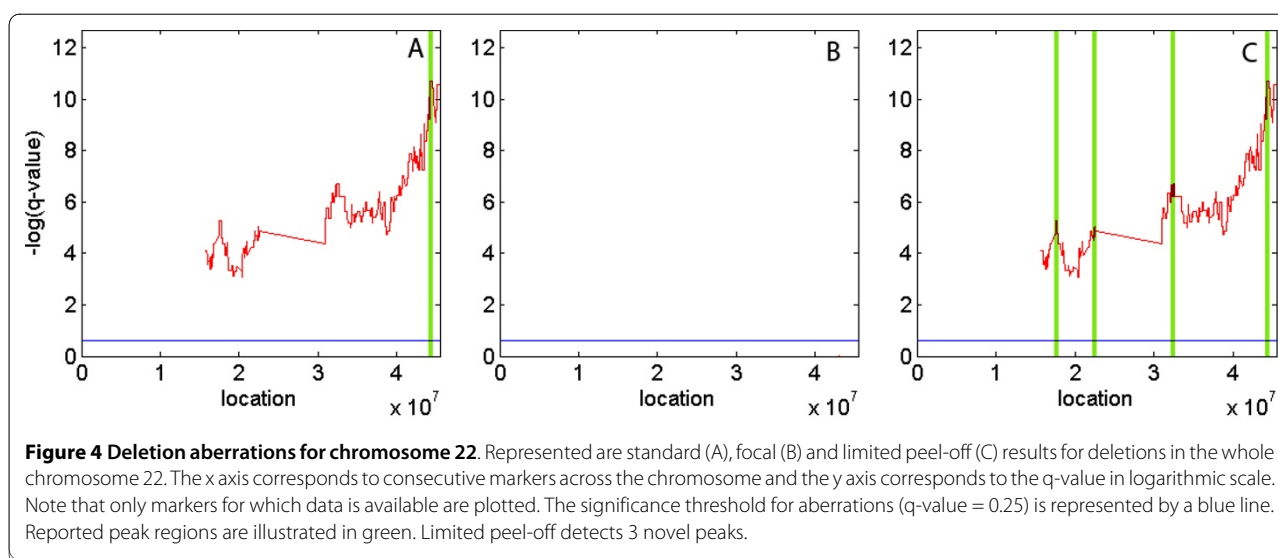 A
B
C
-log(q-value)
12
10
8
6
4
2
0
0
1
2
3
4
location
x 10^7
12
10
8
6
4
2
0
0
1
2
3
4
location
x 10^7
12
10
8
6
4
2
0
0
1
2
3
4
location
x 10^7
Figure 4 Deletion aberrations for chromosome 22. Represented are standard (A), focal (B) and limited peel-off (C) results for deletions in the whole
chromosome 22. The x axis corresponds to consecutive markers across the chromosome and the y axis corresponds to the q-value in logarithmic scale.
Note that only markers for which data is available are plotted. The significance threshold for aberrations (q-value = 0.25) is represented by a blue line.
Reported peak regions are illustrated in green. Limited peel-off detects 3 novel peaks.